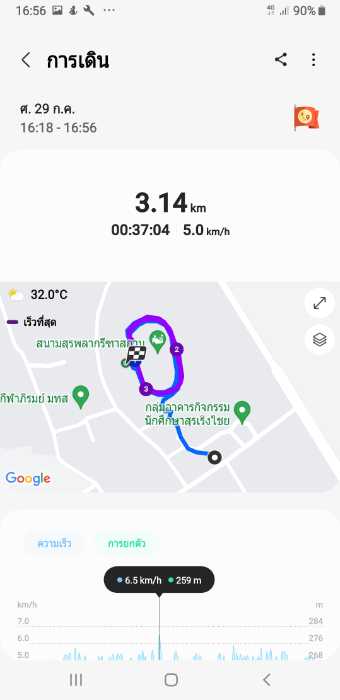 16:56
4G
90%
การเดิน
ศ. 29 ก.ค.
16:18 - 16:56
3.14 km
00:37:04 5.0 km/h
32.0°C
เร็วที่สุด
สนามสุรพลากรีฑาสถาน
2
3
กีฬาภิรมย์ มทส
กลุ่มอาคารกิจกรรม
นักศึกษาสุรเริงไชย
Google
ความเร็ว การยกตัว
6.5 km/h 259 m
km/h m
7.0 284
6.0 276
5.0 268